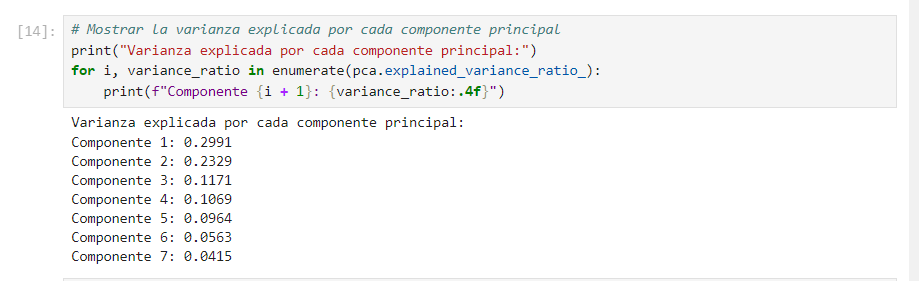 [14]: # Mostrar la varianza explicada por cada componente principal
print("Varianza explicada por cada componente principal:")
for i, variance_ratio in enumerate(pca.explained_variance_ratio_):
    print(f"Componente {i + 1}: {variance_ratio:.4f}")
Varianza explicada por cada componente principal:
Componente 1: 0.2991
Componente 2: 0.2329
Componente 3: 0.1171
Componente 4: 0.1069
Componente 5: 0.0964
Componente 6: 0.0563
Componente 7: 0.0415